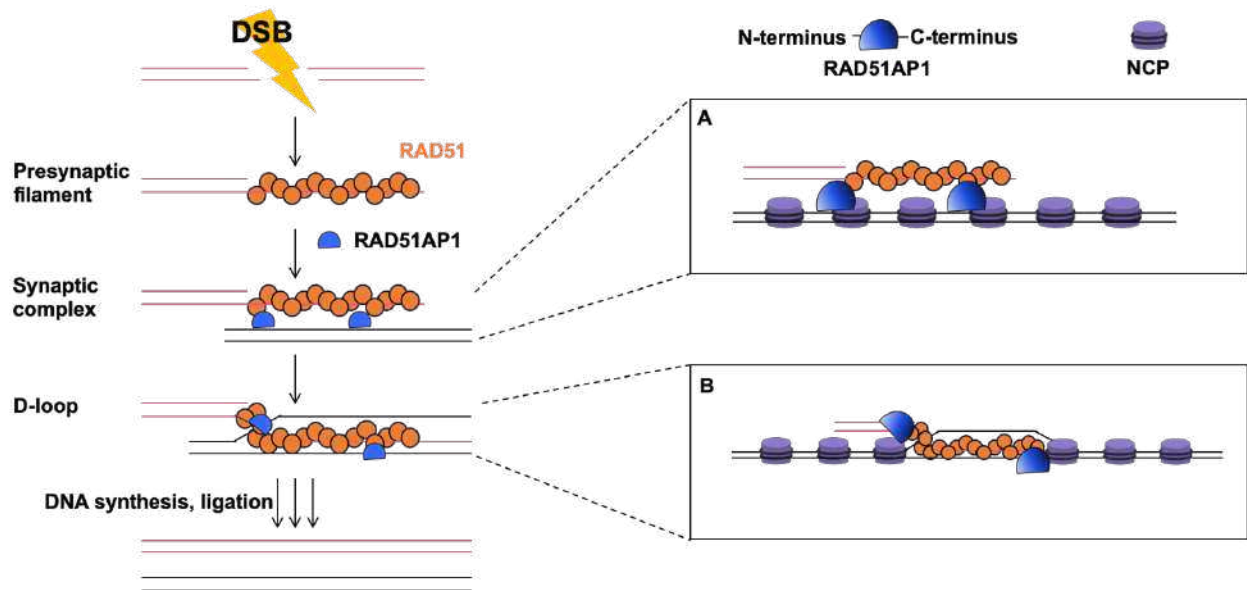 DSB
Presynaptic
filament
RAD51
RAD51AP1
Synaptic
complex
D-loop
DNA synthesis, ligation
N-terminus
C-terminus
RAD51AP1
NCP
A
B